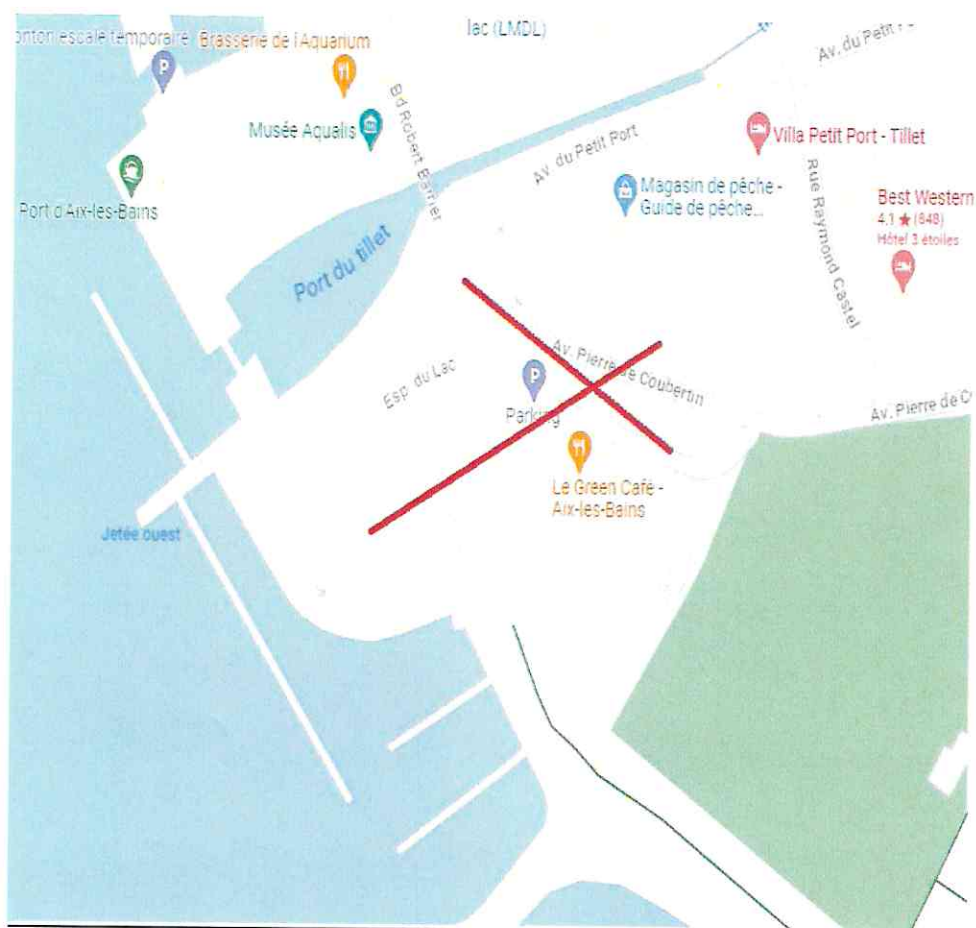 lac (LMDL)
onton escale temporaire
Brasserie de l'Aquarium
P
Av. du Petit P
Bd Robert Barrier
Musée Aqualis
Av. du Petit Port
Villa Petit Port - Tillet
Port d'Aix-les-Bains
Magasin de pêche -
Guide de pêche...
Rue Raymond Castel
Best Western
4,1 ★ (848)
Hôtel 3 étoiles
Port du tillet
Esp. du Lac
Av. Pierre de Coubertin
P
Parking
Av. Pierre de C
Le Green Café -
Aix-les-Bains
Jetée ouest